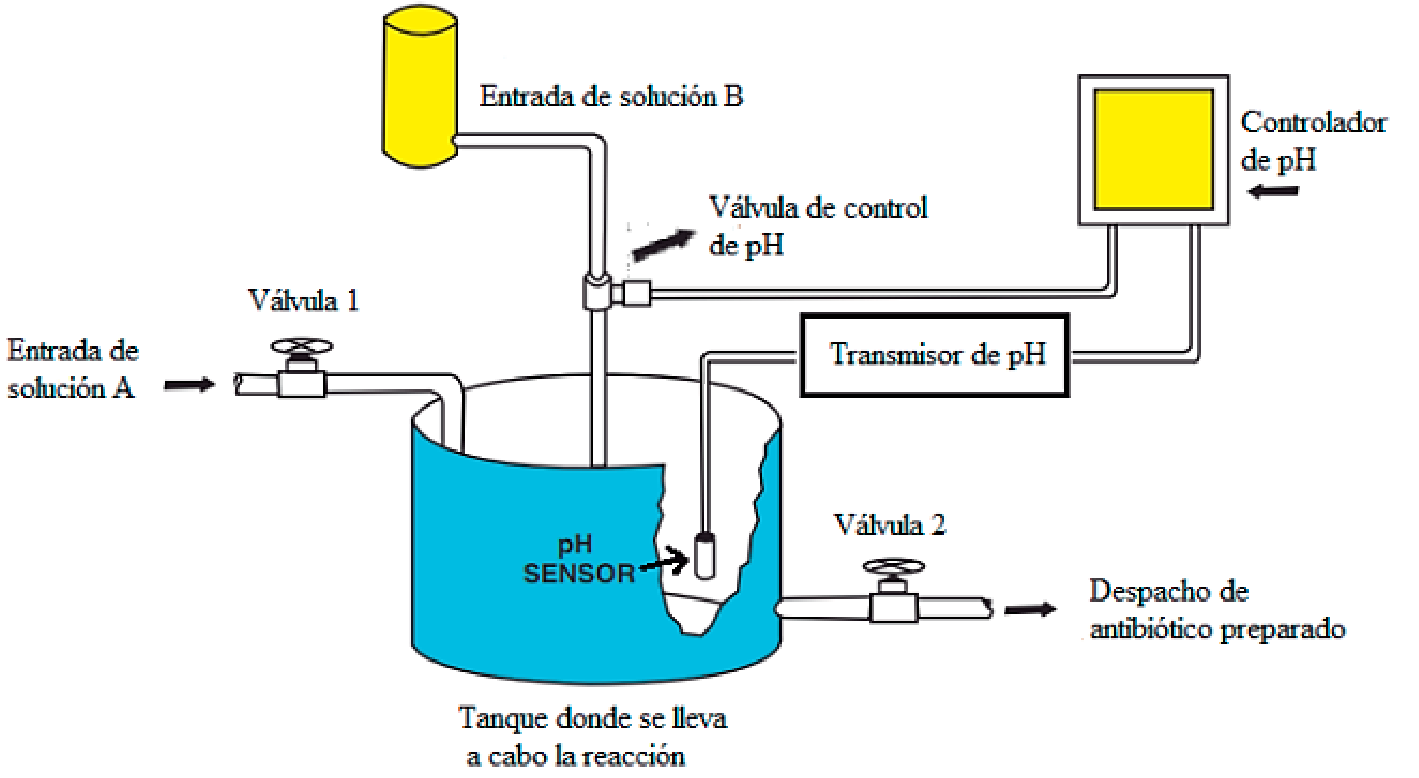 Entrada de solución B
Controlador
de pH
Válvula de control
de pH
Válvula 1
Entrada de
solución A
Transmisor de pH
pH
SENSOR
Válvula 2
Despacho de
antibiótico preparado
Tanque donde se lleva
a cabo la reacción